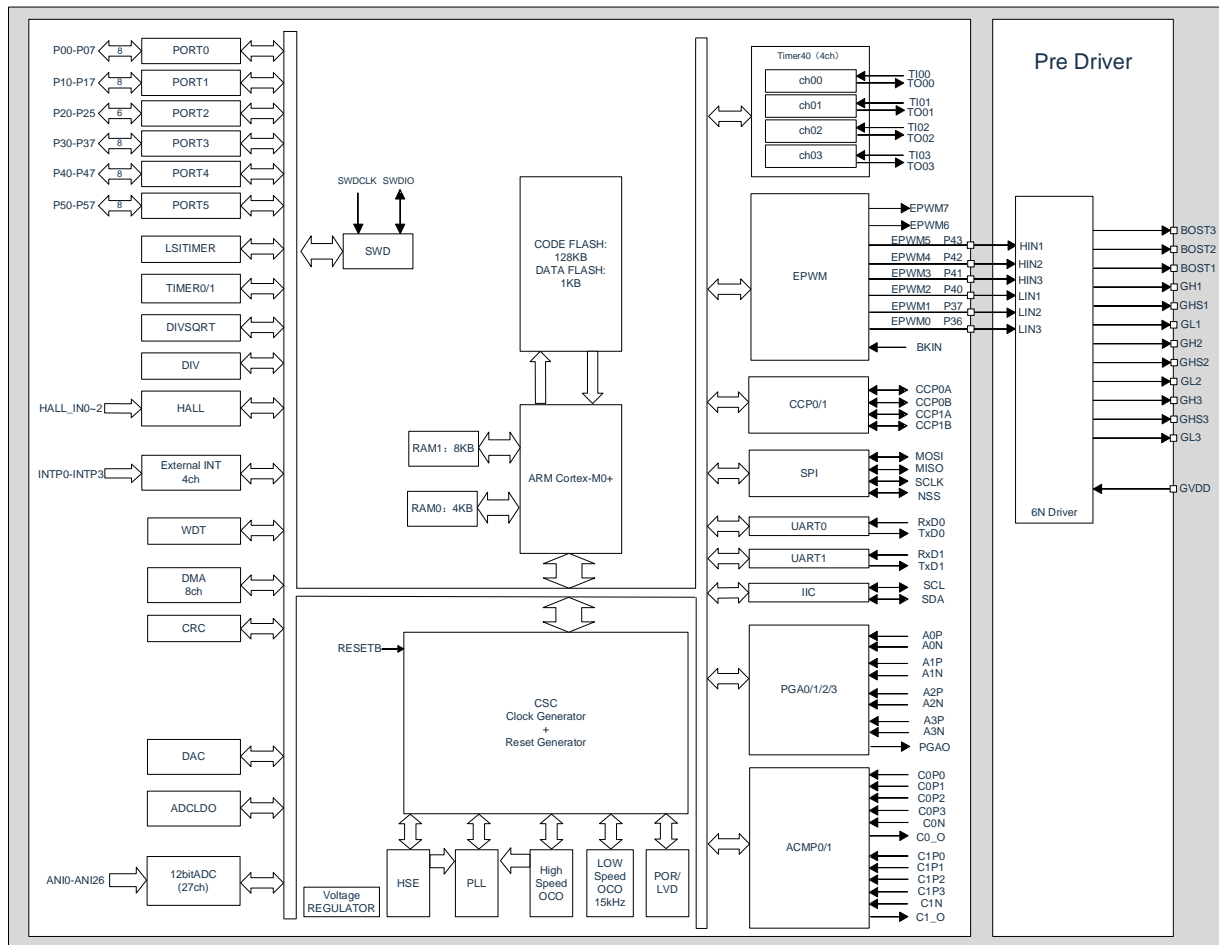 P00-P07
8
PORT0
P10-P17
8
PORT1
P20-P25
6
PORT2
P30-P37
8
PORT3
P40-P47
8
PORT4
P50-P57
8
PORT5
LSITIMER
TIMER0/1
DIVSQRT
DIV
HALL_IN0~2
HALL
INTP0-INTP3
External INT
4ch
WDT
DMA
8ch
CRC
DAC
ADCLDO
ANI0-ANI26
12bitADC
(27ch)
SWDCLK
SWDIO
SWD
CODE FLASH:
128KB
DATA FLASH:
1KB
RAM1：8KB
RAM0：4KB
ARM Cortex-M0+
RESETB
CSC
Clock Generator
+
Reset Generator
Voltage
REGULATOR
HSE
PLL
High
Speed
OCO
LOW
Speed
OCO
15kHz
POR/
LVD
Timer40（4ch）
ch00
TI00
TO00
ch01
TI01
TO01
ch02
TI02
TO02
ch03
TI03
TO03
EPWM
EPWM7
EPWM6
EPWM5 P43
EPWM4 P42
EPWM3 P41
EPWM2 P40
EPWM1 P37
EPWM0 P36
BKIN
CCP0/1
CCP0A
CCP0B
CCP1A
CCP1B
SPI
MOSI
MISO
SCLK
NSS
UART0
RxD0
TxD0
UART1
RxD1
TxD1
IIC
SCL
SDA
PGA0/1/2/3
A0P
A0N
A1P
A1N
A2P
A2N
A3P
A3N
PGAO
ACMP0/1
C0P0
C0P1
C0P2
C0P3
C0N
C0_O
C1P0
C1P1
C1P2
C1P3
C1N
C1_O
Pre Driver
HIN1
HIN2
HIN3
LIN1
LIN2
LIN3
6N Driver
BOST3
BOST2
BOST1
GH1
GHS1
GL1
GH2
GHS2
GL2
GH3
GHS3
GL3
GVDD